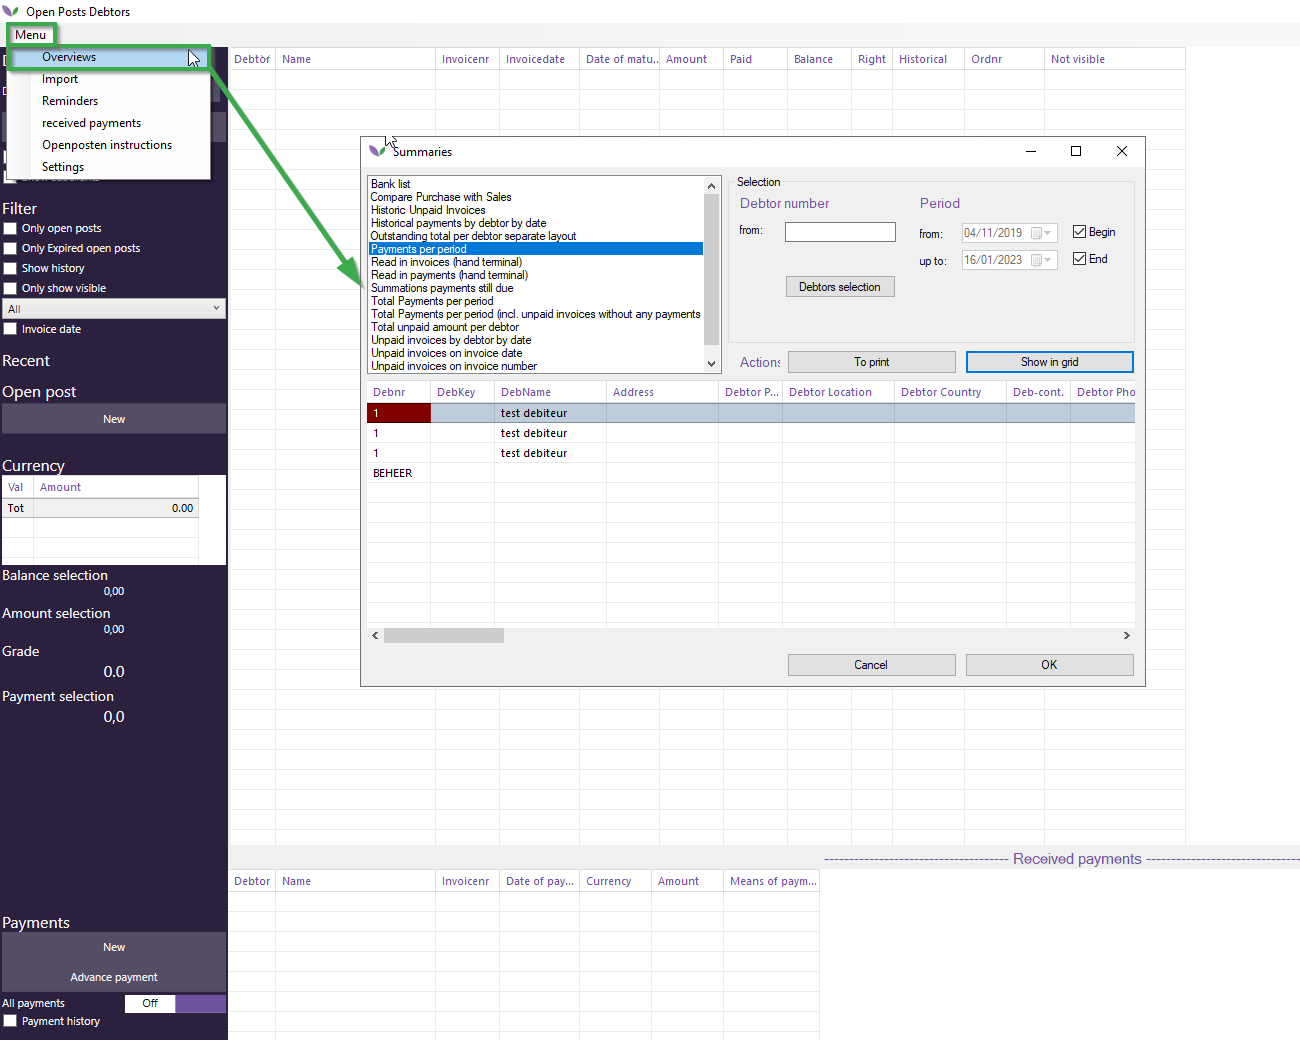 Open Posts Debtors
Menu
Overviews
Import
Reminders
received payments
Openposten instructions
Settings
Filter
Only open posts
Only Expired open posts
Show history
Only show visible
All
Invoice date
Recent
Open post
New
Currency
Val Amount
Tot 0.00
Balance selection
0,00
Amount selection
0,00
Grade
0.0
Payment selection
0,0
Payments
New
Advance payment
All payments Off
Payment history
Debtor Name Invoicenr Invoicedate Date of matu... Amount Paid Balance Right Historical Ordnr Not visible
Summaries
Bank list
Compare Purchase with Sales
Historic Unpaid Invoices
Historical payments by debtor by date
Outstanding total per debtor separate layout
Payments per period
Read in invoices (hand terminal)
Read in payments (hand terminal)
Summations payments still due
Total Payments per period
Total Payments per period (incl. unpaid invoices without any payments
Total unpaid amount per debtor
Unpaid invoices by debtor by date
Unpaid invoices on invoice date
Unpaid invoices on invoice number
Selection
Debtor number Period
from: from: 04/11/2019 Begin
up to: 16/01/2023 End
Debtors selection
Actions To print Show in grid
Debnr DebKey DebName Address Debtor P... Debtor Location Debtor Country Deb-cont. Debtor Pho
1 test debiteur
1 test debiteur
1 test debiteur
BEHEER
Cancel OK
Received payments
Debtor Name Invoicenr Date of pay... Currency Amount Means of paym...